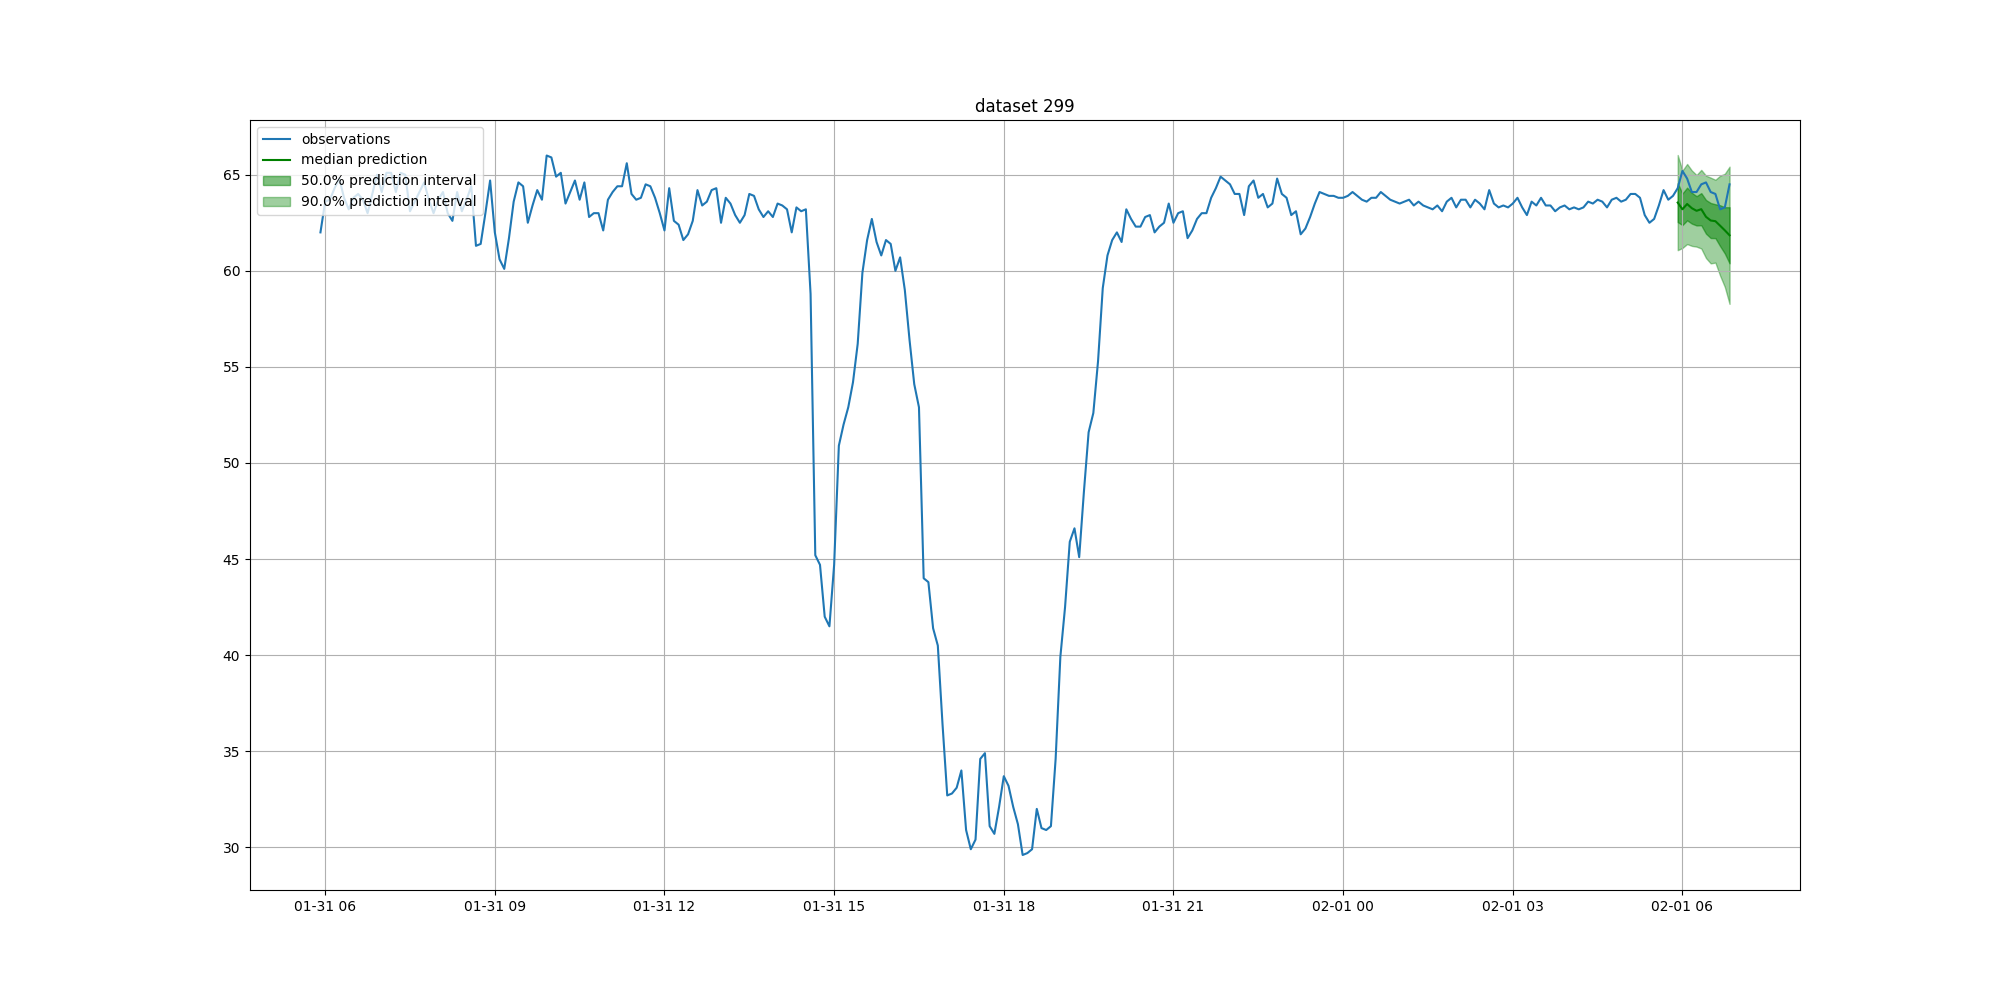 dataset 299
observations
median prediction
50.0% prediction interval
90.0% prediction interval
65
60
55
50
45
40
35
30
01-31 06 01-31 09 01-31 12 01-31 15 01-31 18 01-31 21 02-01 00 02-01 03 02-01 06